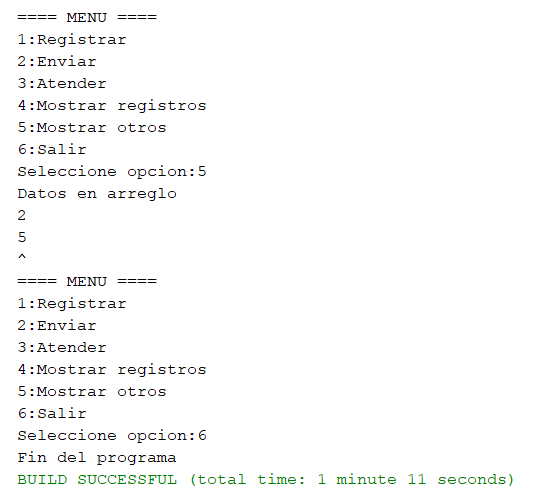 ==== MENU ====
1:Registrar
2:Enviar
3:Atender
4:Mostrar registros
5:Mostrar otros
6:Salir
Seleccione opcion:5
Datos en arreglo
2
5
^
==== MENU ====
1:Registrar
2:Enviar
3:Atender
4:Mostrar registros
5:Mostrar otros
6:Salir
Seleccione opcion:6
Fin del programa
BUILD SUCCESSFUL (total time: 1 minute 11 seconds)